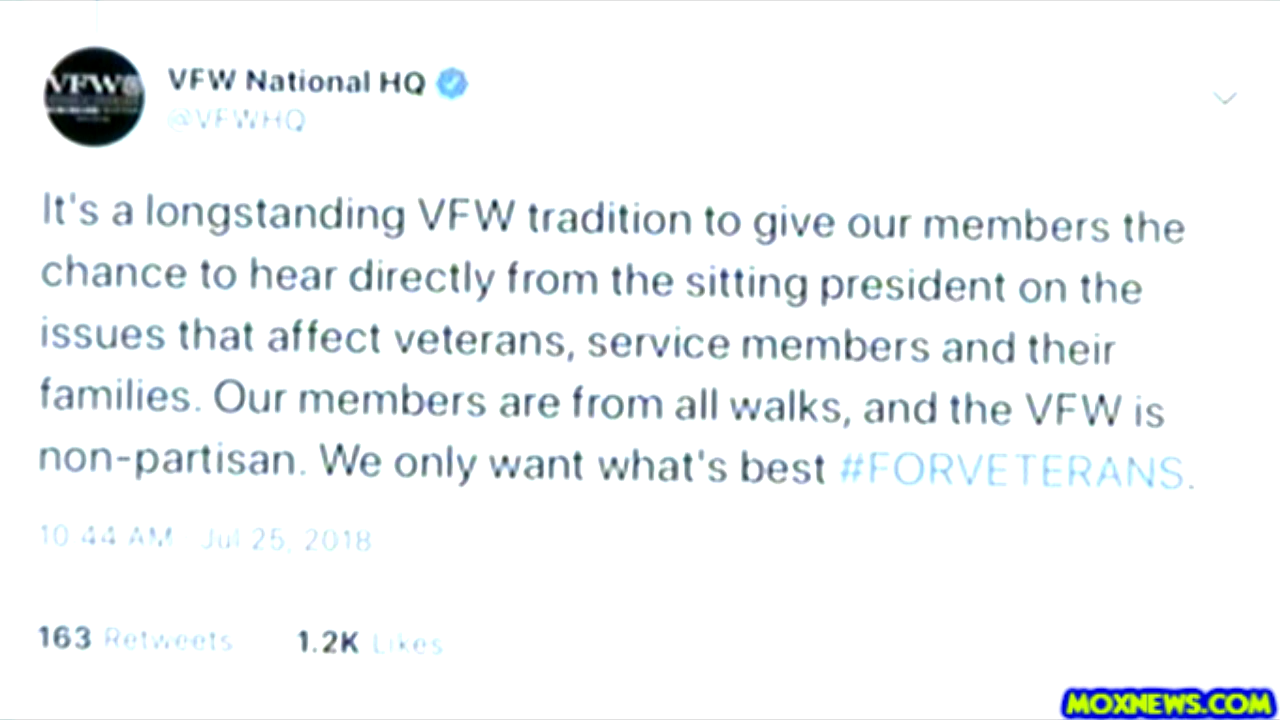 VFW
VFW National HQ
@VFWHQ
It's a longstanding VFW tradition to give our members the
chance to hear directly from the sitting president on the
issues that affect veterans, service members and their
families. Our members are from all walks, and the VFW is
non-partisan. We only want what's best #FORVETERANS.
10:44 AM Jul 25, 2018
163 Retweets 1.2K Likes
MOXNEWS.COM